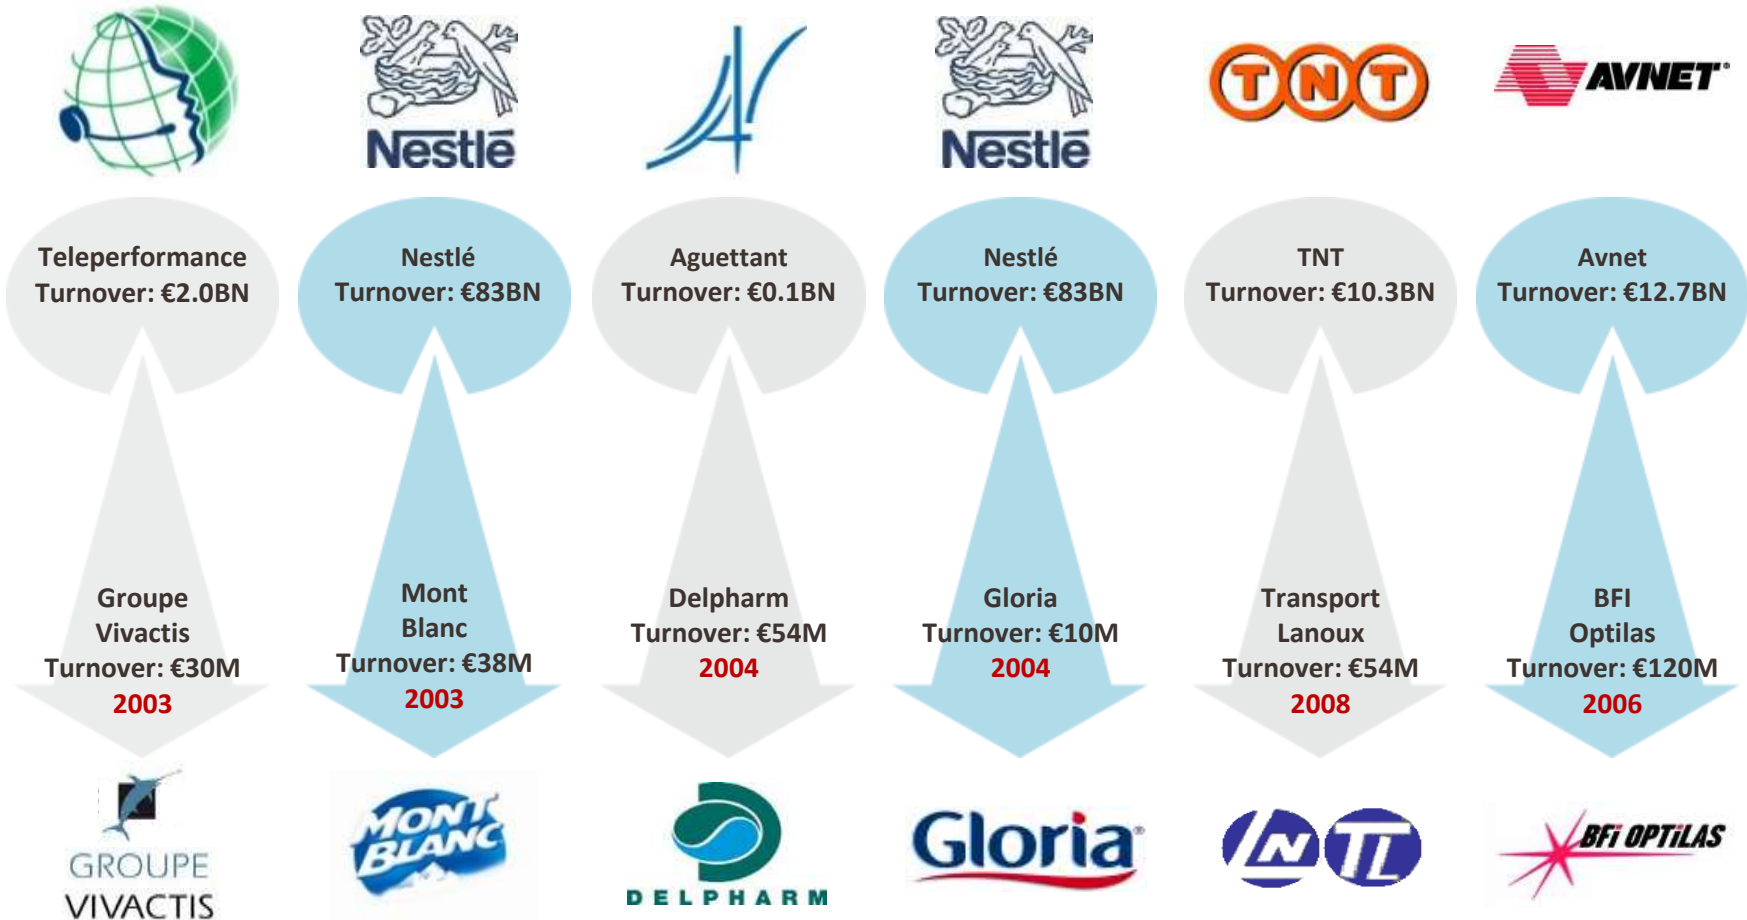 Nestlé
Nestlé
TNT
AVNET®
Teleperformance
Turnover: €2.0BN
Nestlé
Turnover: €83BN
Aguettant
Turnover: €0.1BN
Nestlé
Turnover: €83BN
TNT
Turnover: €10.3BN
Avnet
Turnover: €12.7BN
Groupe
Vivactis
Turnover: €30M
2003
Mont
Blanc
Turnover: €38M
2003
Delpharm
Turnover: €54M
2004
Gloria
Turnover: €10M
2004
Transport
Lanoux
Turnover: €54M
2008
BFI
Optilas
Turnover: €120M
2006
GROUPE
VIVACTIS
MONT
BLANC
DELPHARM
Gloria®
LN TL
BFi OPTiLAS